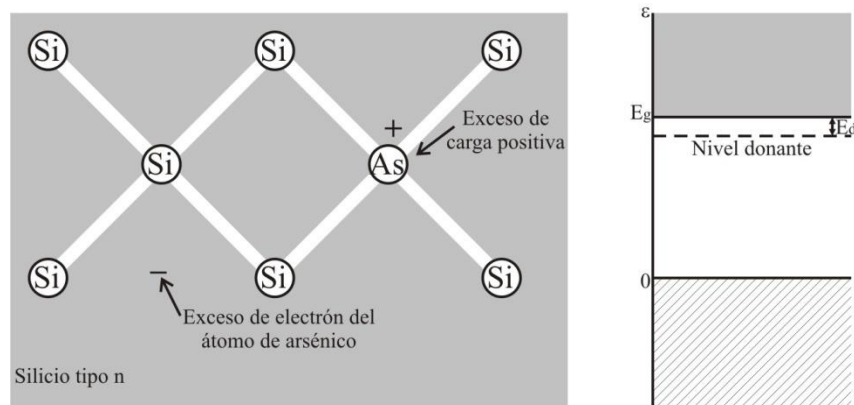 Si
Si
Si
+
Exceso de
carga positiva
Si
As
Si
Si
Si
−
Exceso de electrón del
átomo de arsénico
Silicio tipo n
ε
Eg
Ed
Nivel donante
0